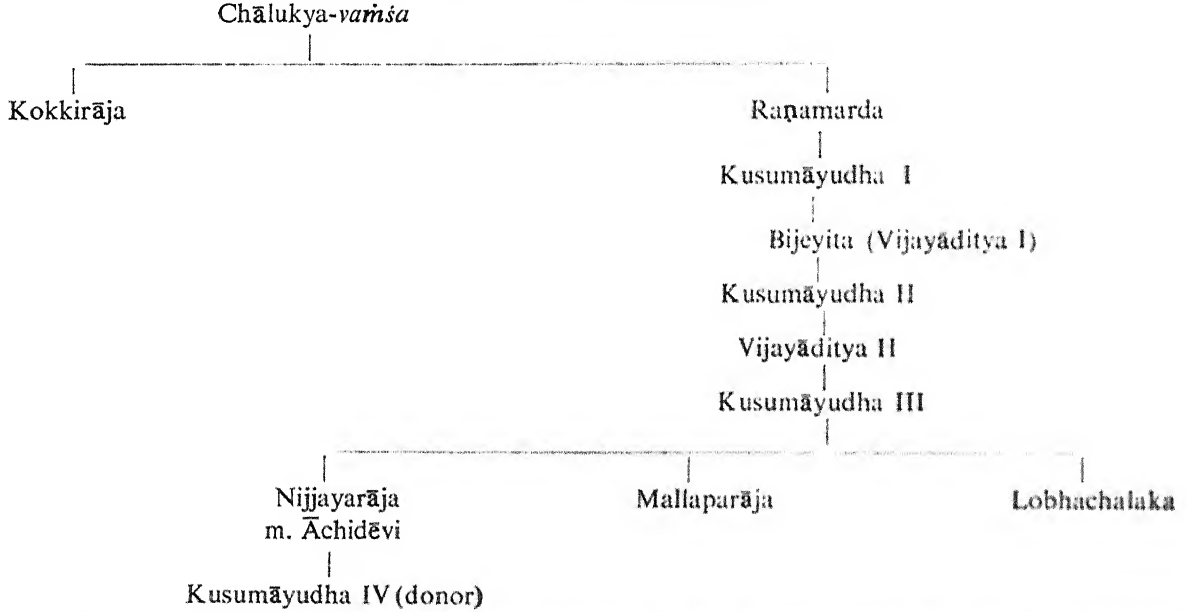 Chālukya-vaṁśa
Kokkirāja Raṇamarda
Kusumāyudha I
Bijeyita (Vijayāditya I)
Kusumāyudha II
Vijayāditya II
Kusumāyudha III
Nijjayarāja Mallaparāja Lobhachalaka
m. Āchidēvi
Kusumāyudha IV (donor)